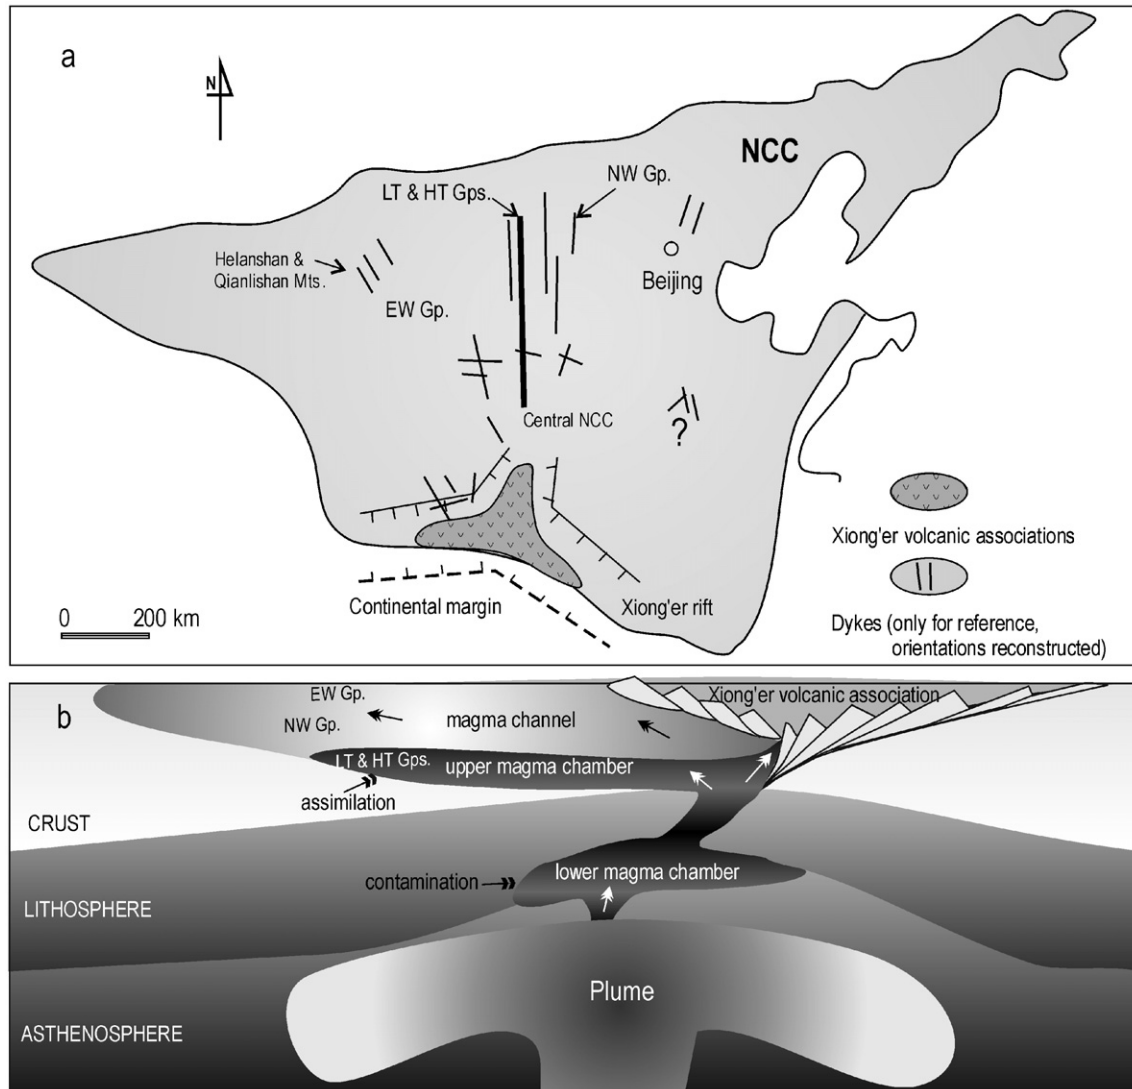 a
N
NCC
NW Gp.
LT & HT Gps.
Helanshan &
Qianlishan Mts.
Beijing
EW Gp.
Central NCC
?
Xiong'er volcanic associations
Continental margin
Xiong'er rift
0 200 km
Dykes (only for reference,
orientations reconstructed)
b
EW Gp.
Xiong'er volcanic association
NW Gp.
magma channel
LT & HT Gps.
upper magma chamber
assimilation
CRUST
lower magma chamber
contamination
LITHOSPHERE
Plume
ASTHENOSPHERE